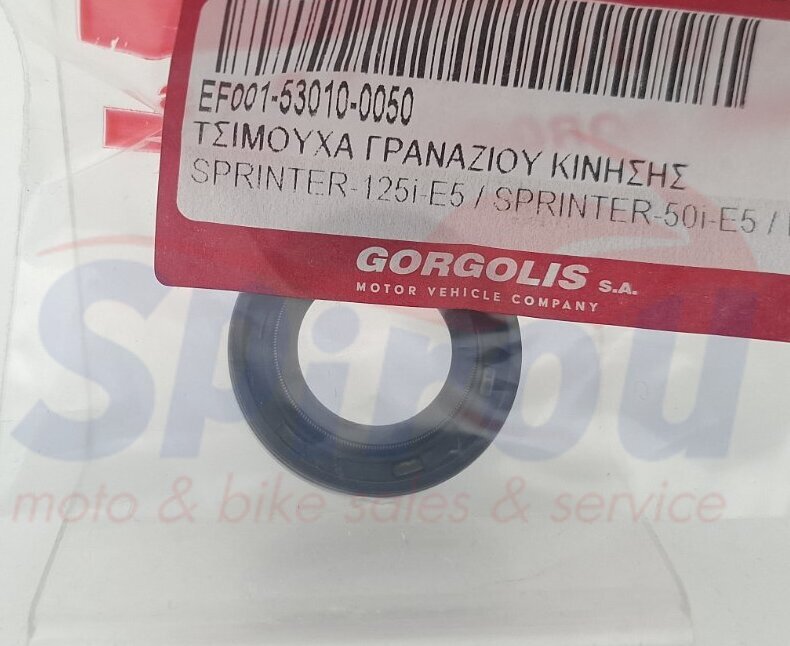 EF001-53010-0050
ΤΣΙΜΟΥΧΑ ΓΡΑΝΑΖΙΟΥ ΚΙΝΗΣΗΣ
SPRINTER-125i-E5 / SPRINTER-50i-E5 /
GORGOLIS S.A.
MOTOR VEHICLE COMPANY
Spirou
moto & bike sales & service